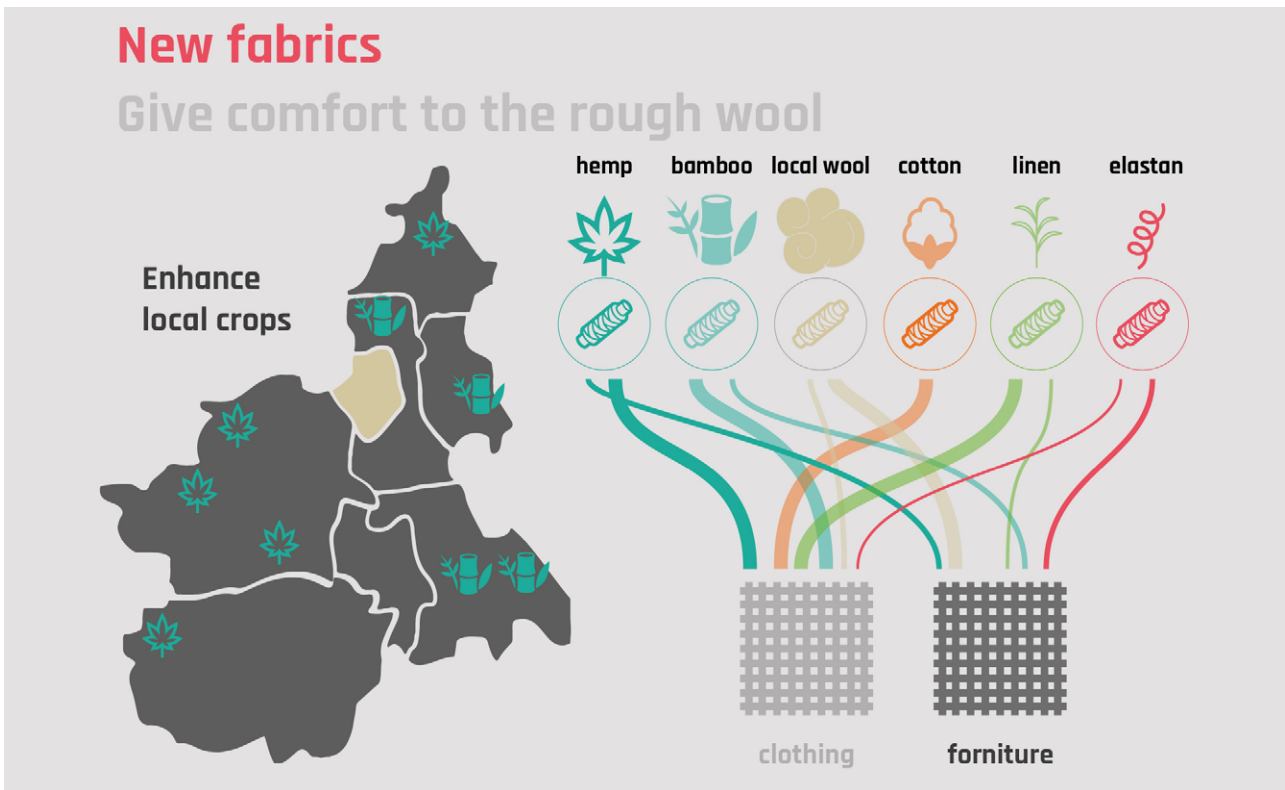 New fabrics
Give comfort to the rough wool
hemp bamboo local wool cotton linen elastan
Enhance
local crops
clothing forniture